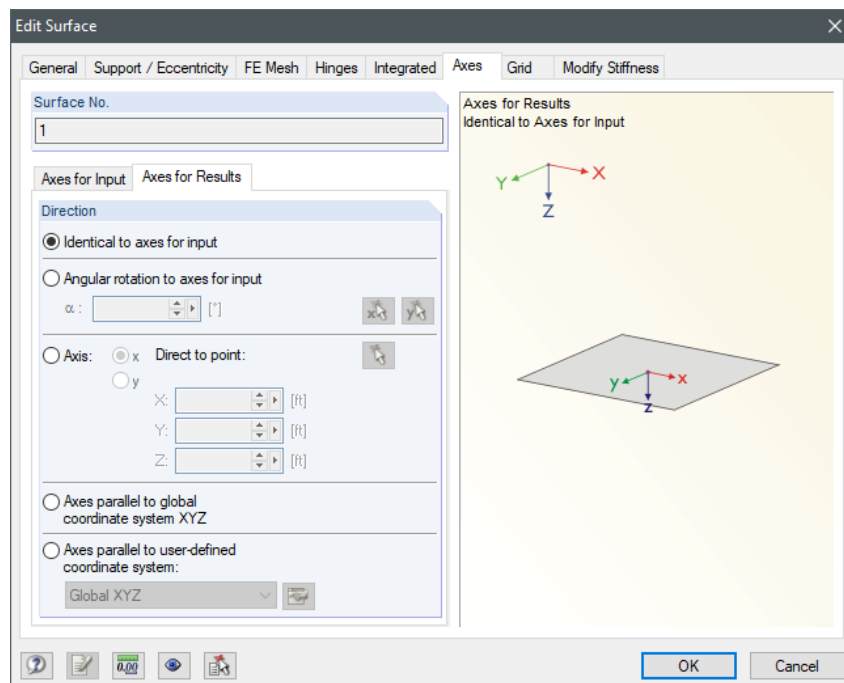 Edit Surface
General Support / Eccentricity FE Mesh Hinges Integrated Axes Grid Modify Stiffness
Surface No.
1
Axes for Input Axes for Results
Direction
Identical to axes for input
Angular rotation to axes for input
α : [°]
x y
Axis: x Direct to point:
y
X: [ft]
Y: [ft]
Z: [ft]
Axes parallel to global
coordinate system XYZ
Axes parallel to user-defined
coordinate system:
Global XYZ
Axes for Results
Identical to Axes for Input
Y X
Z
y x
z
0.00
OK Cancel